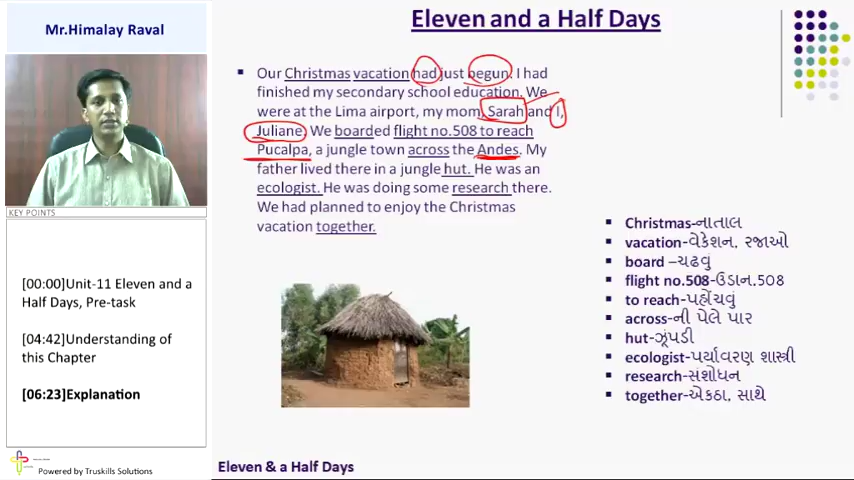 Mr.Himalay Raval
KEY POINTS
[00:00]Unit-11 Eleven and a
Half Days, Pre-task
[04:42]Understanding of
this Chapter
[06:23]Explanation
Powered by Truskills Solutions
Eleven and a Half Days
Our Christmas vacation had just begun. I had
finished my secondary school education. We
were at the Lima airport, my mom, Sarah and I,
Juliane. We boarded flight no.508 to reach
Pucalpa, a jungle town across the Andes. My
father lived there in a jungle hut. He was an
ecologist. He was doing some research there.
We had planned to enjoy the Christmas
vacation together.
Christmas-નાતાલ
vacation-વેકેશન, રજાઓ
board –ચઢવું
flight no.508-ઉડાન.508
to reach-પહોંચવું
across-ની પેલે પાર
hut-ઝૂંપડી
ecologist-પર્યાવરણ શાસ્ત્રી
research-સંશોધન
together-એકઠા, સાથે
Eleven & a Half Days